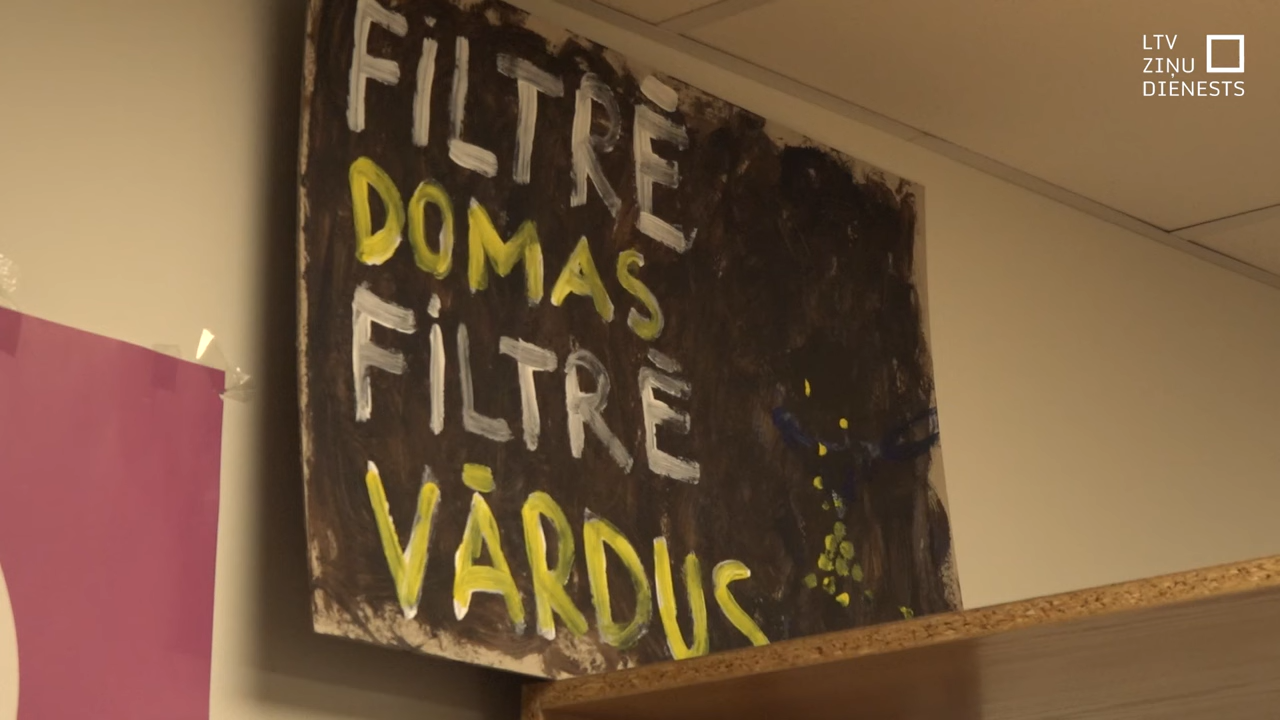 FiLTRĒ
DOMAS
FiLTRĒ
VĀRDUS
LTV
ZIŅU
DIENESTS